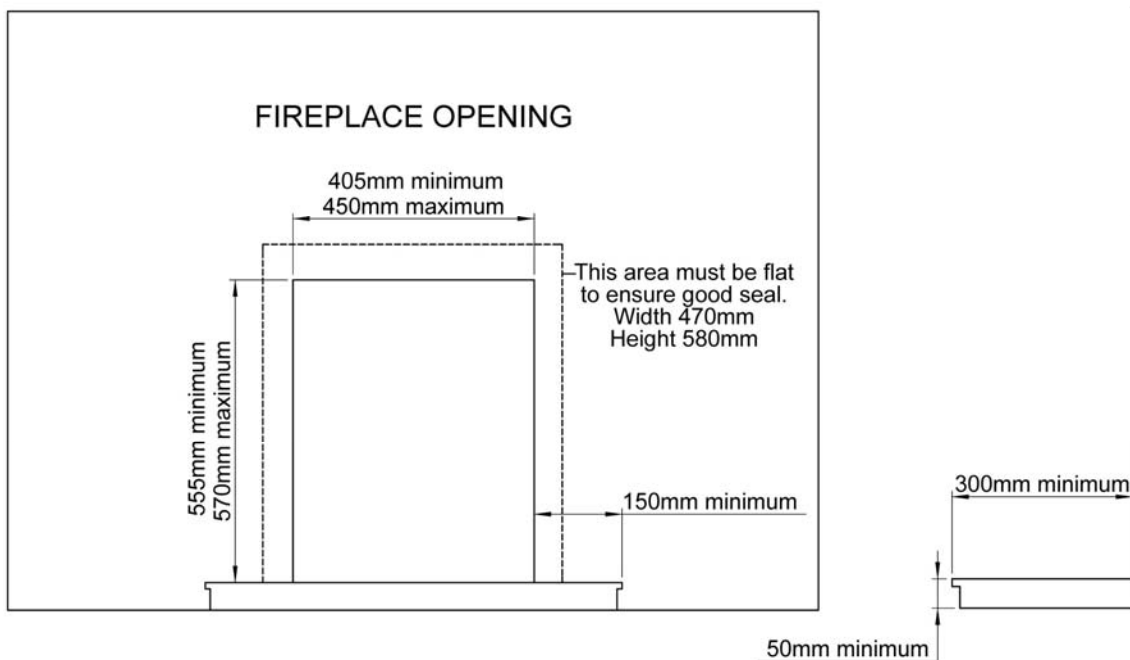 FIREPLACE OPENING
405mm minimum
450mm maximum
This area must be flat
to ensure good seal.
Width 470mm
Height 580mm
555mm minimum
570mm maximum
150mm minimum
300mm minimum
50mm minimum